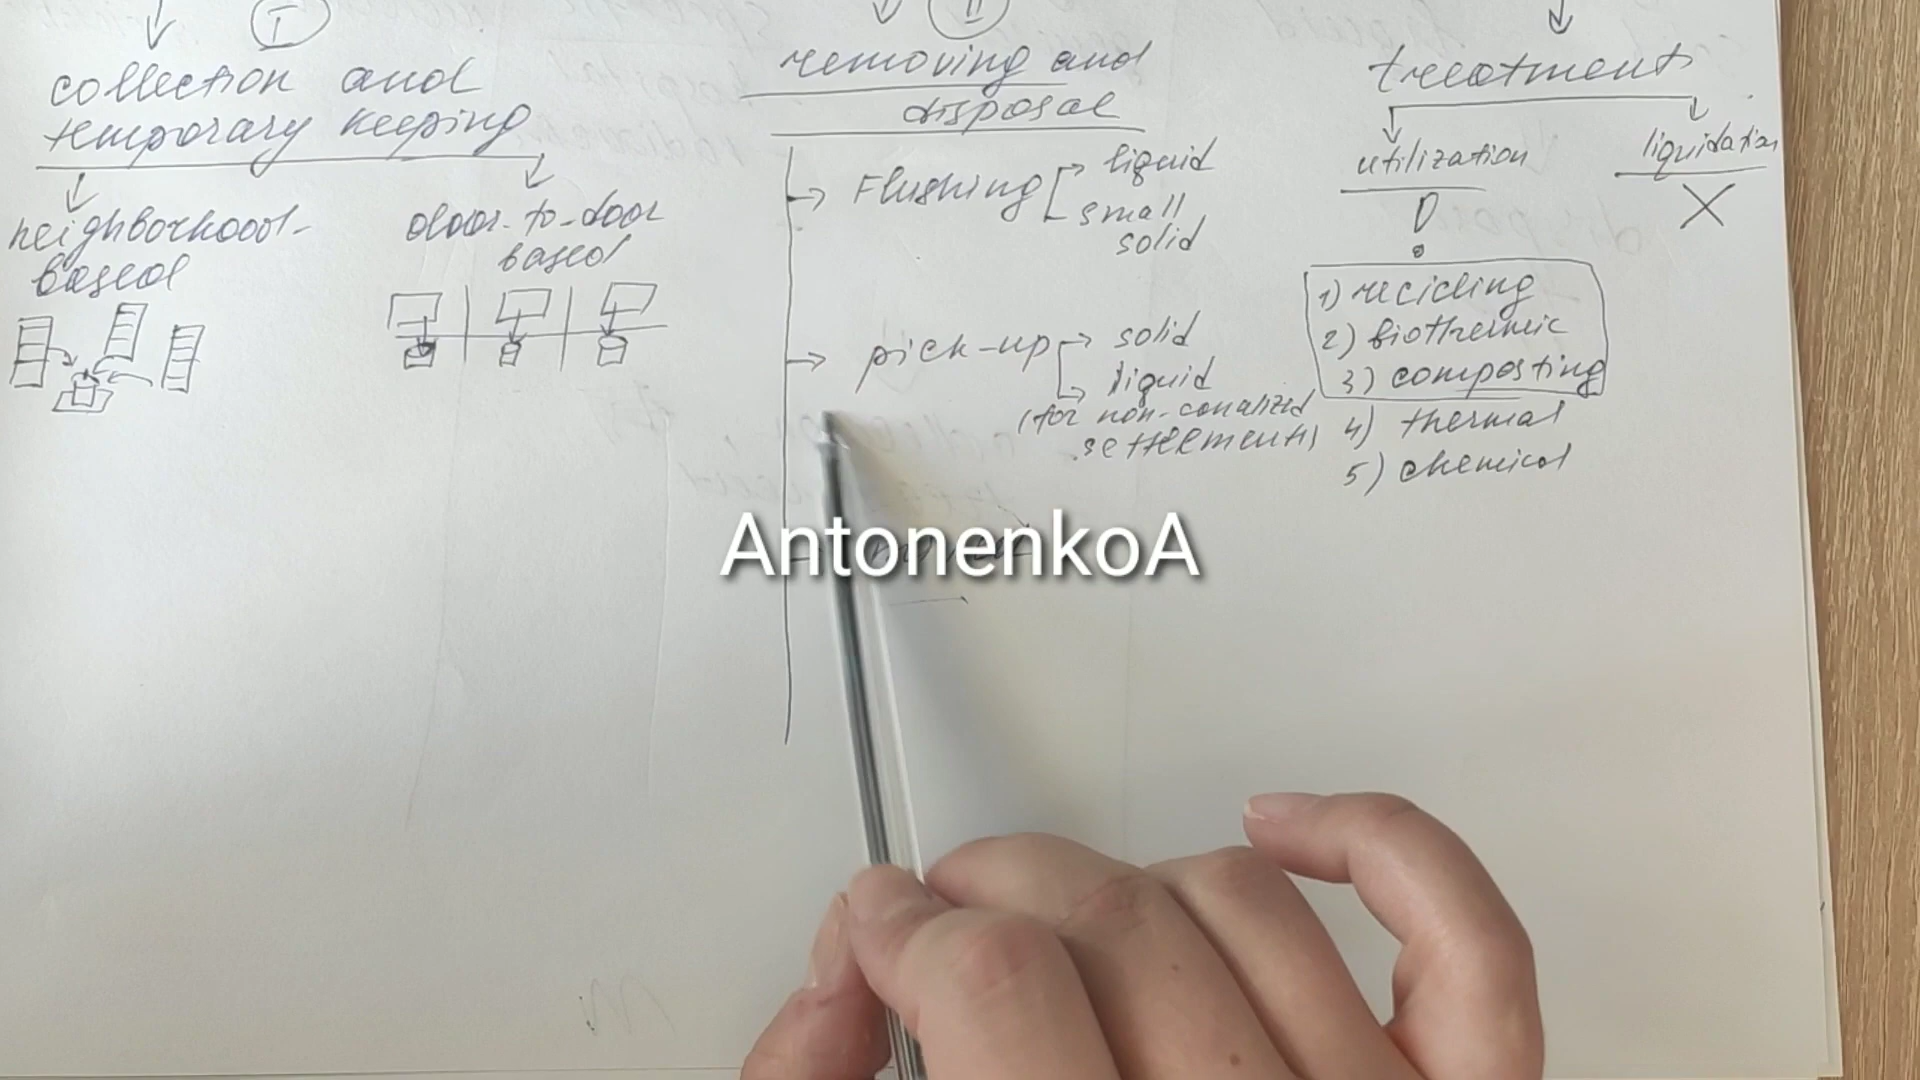 I
collection and
temporary keeping
neighborhood-
based
door-to-door
based
II
removing and
disposal
Flushing
liquid
small
solid
pick-up
solid
liquid
(for non-canalized
settlements)
treatment
utilization
liquidation
1) recicling
2) biothermic
3) composting
4) thermal
5) chemical
AntonenkoA